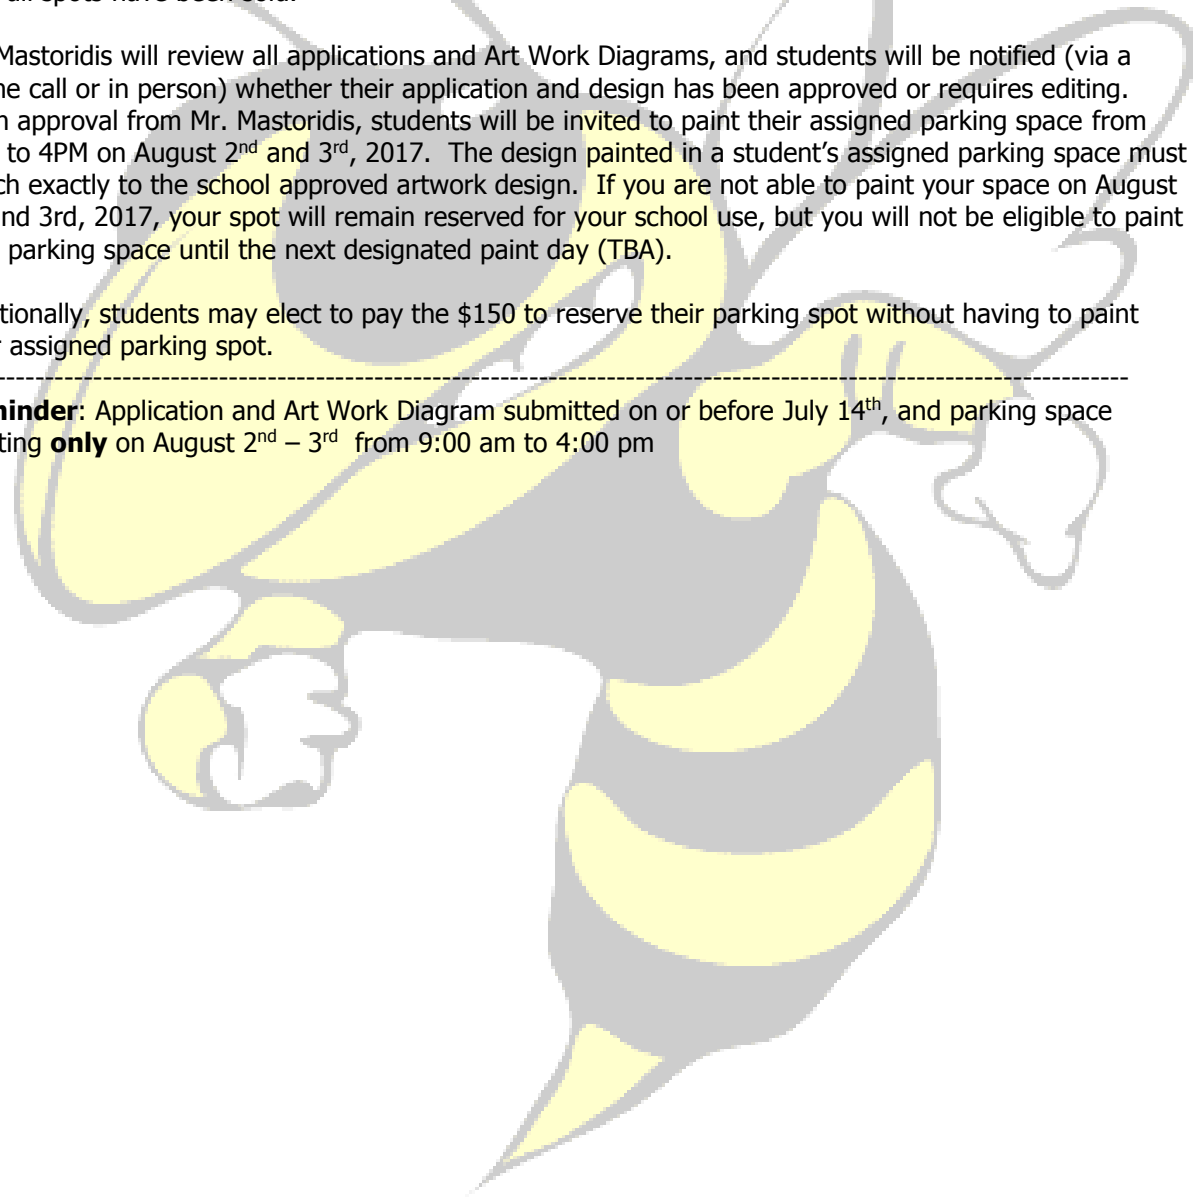 all spots have been sold.
Mastoridis will review all applications and Art Work Diagrams, and students will be notified (via a
ne call or in person) whether their application and design has been approved or requires editing.
n approval from Mr. Mastoridis, students will be invited to paint their assigned parking space from
to 4PM on August 2nd and 3rd, 2017. The design painted in a student’s assigned parking space must
ch exactly to the school approved artwork design. If you are not able to paint your space on August
nd 3rd, 2017, your spot will remain reserved for your school use, but you will not be eligible to paint
parking space until the next designated paint day (TBA).
tionally, students may elect to pay the $150 to reserve their parking spot without having to paint
r assigned parking spot.
minder: Application and Art Work Diagram submitted on or before July 14th, and parking space
ting only on August 2nd – 3rd from 9:00 am to 4:00 pm